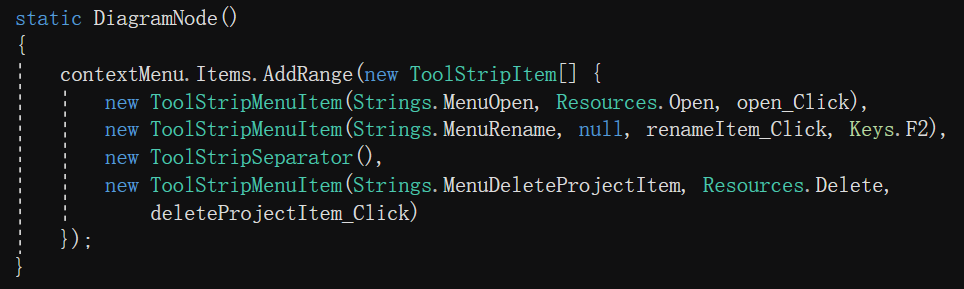 static DiagramNode()
{
contextMenu.Items.AddRange(new ToolStripItem[] {
new ToolStripMenuItem(Strings.MenuOpen, Resources.Open, open_Click),
new ToolStripMenuItem(Strings.MenuRename, null, renameItem_Click, Keys.F2),
new ToolStripSeparator(),
new ToolStripMenuItem(Strings.MenuDeleteProjectItem, Resources.Delete,
deleteProjectItem_Click)
});
}